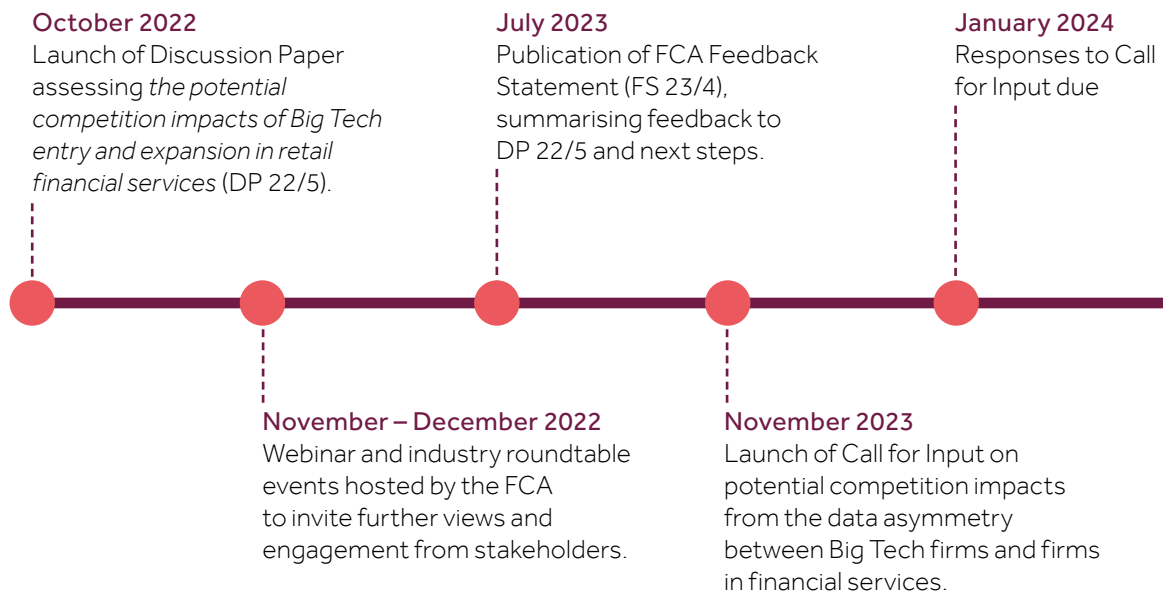 October 2022
Launch of Discussion Paper
assessing the potential
competition impacts of Big Tech
entry and expansion in retail
financial services (DP 22/5).
July 2023
Publication of FCA Feedback
Statement (FS 23/4),
summarising feedback to
DP 22/5 and next steps.
January 2024
Responses to Call
for Input due
November – December 2022
Webinar and industry roundtable
events hosted by the FCA
to invite further views and
engagement from stakeholders.
November 2023
Launch of Call for Input on
potential competition impacts
from the data asymmetry
between Big Tech firms and firms
in financial services.